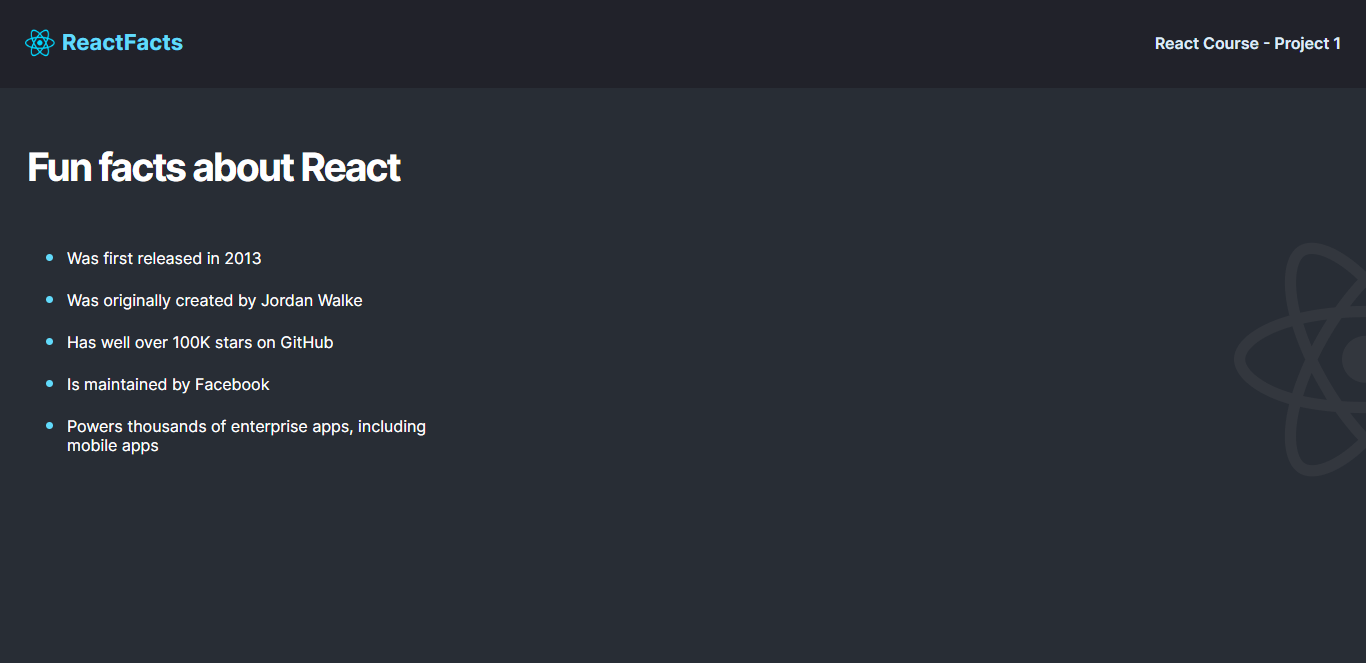 ReactFacts
React Course - Project 1
Fun facts about React
Was first released in 2013
Was originally created by Jordan Walke
Has well over 100K stars on GitHub
Is maintained by Facebook
Powers thousands of enterprise apps, including
mobile apps